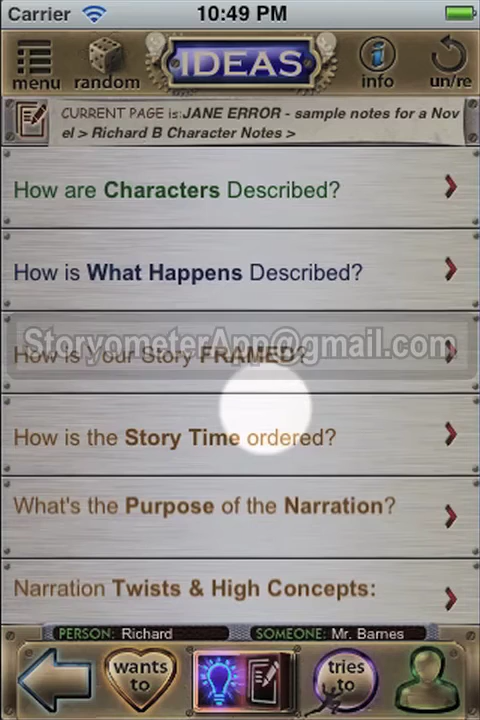 Carrier 10:49 PM
menu random IDEAS info un/re
CURRENT PAGE is:JANE ERROR - sample notes for a Nov
el > Richard B Character Notes >
How are Characters Described?
How is What Happens Described?
StoryometerApp@gmail.com
How is Your Story FRAMED?
How is the Story Time ordered?
What's the Purpose of the Narration?
Narration Twists & High Concepts:
PERSON: Richard SOMEONE: Mr. Barnes
wants to
tries to